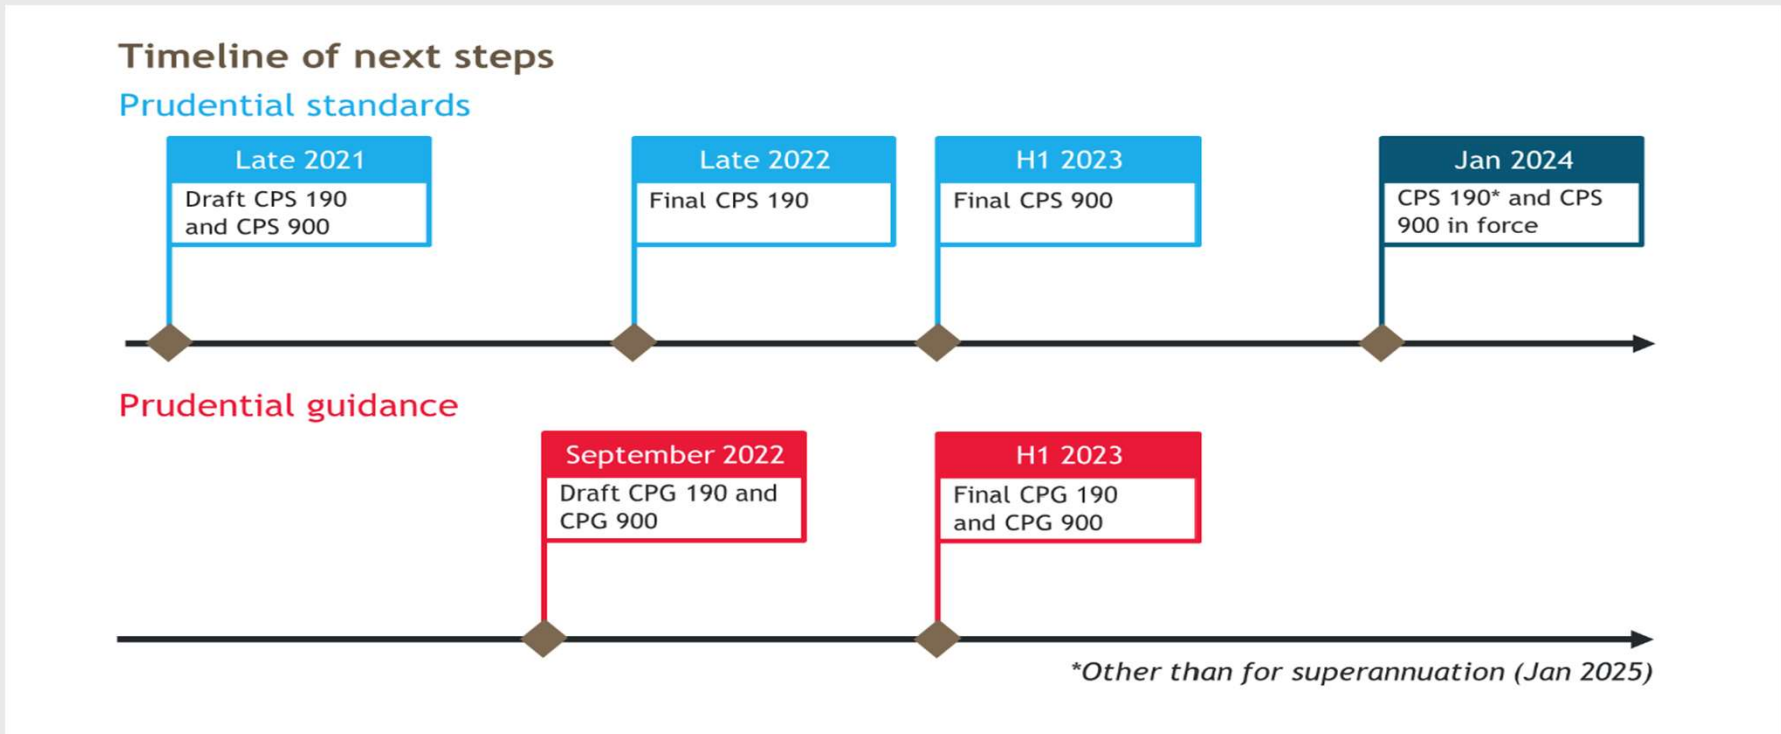 Timeline of next steps
Prudential standards
Late 2021
Draft CPS 190
and CPS 900
Late 2022
Final CPS 190
H1 2023
Final CPS 900
Jan 2024
CPS 190* and CPS
900 in force
Prudential guidance
September 2022
Draft CPG 190 and
CPG 900
H1 2023
Final CPG 190
and CPG 900
*Other than for superannuation (Jan 2025)